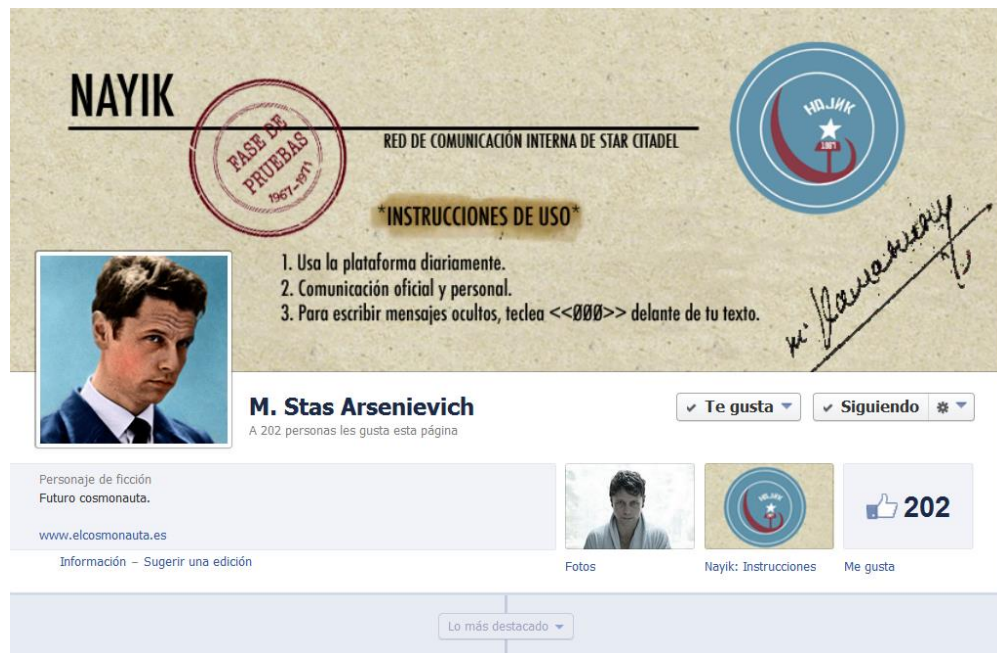 NAYIK
FASE DE
PRUEBAS
1967-1971
RED DE COMUNICACIÓN INTERNA DE STAR CITADEL
*INSTRUCCIONES DE USO*
1. Usa la plataforma diariamente.
2. Comunicación oficial y personal.
3. Para escribir mensajes ocultos, teclea <<ØØØ>> delante de tu texto.
M. Stas Arsenievich
A 202 personas les gusta esta página
Te gusta
Siguiendo
Personaje de ficción
Futuro cosmonauta.
www.elcosmonauta.es
Información – Sugerir una edición
202
Fotos
Nayik: Instrucciones
Me gusta
Lo más destacado